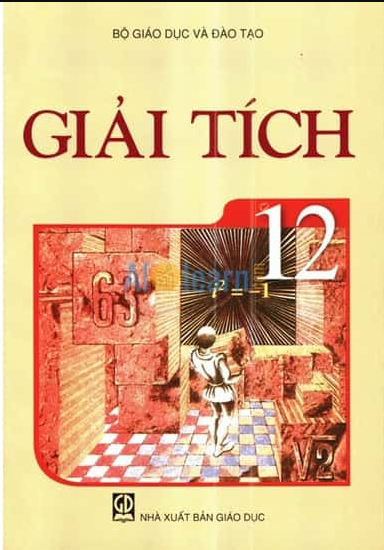 BỘ GIÁO DỤC VÀ ĐÀO TẠO
GIẢI TÍCH
12
63
i² = -1
√2
NHÀ XUẤT BẢN GIÁO DỤC